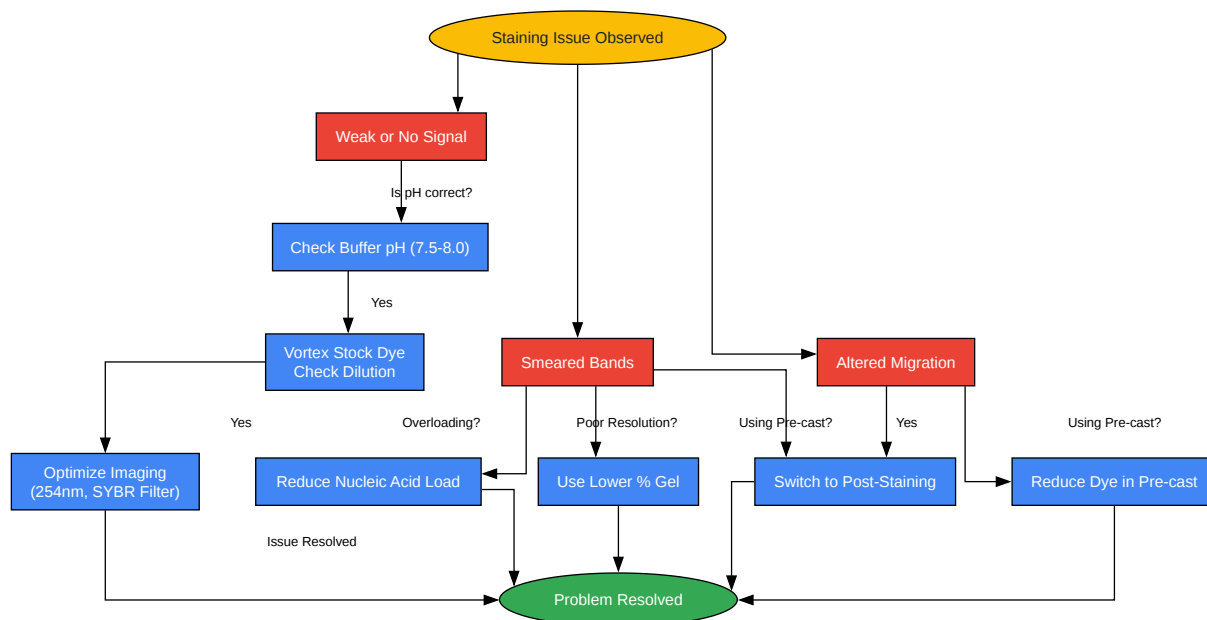 Staining Issue Observed
Weak or No Signal
Is pH correct?
Check Buffer pH (7.5-8.0)
Yes
Vortex Stock Dye
Check Dilution
Smeared Bands
Altered Migration
Yes
Overloading?
Poor Resolution?
Using Pre-cast?
Yes
Using Pre-cast?
Optimize Imaging
(254nm, SYBR Filter)
Reduce Nucleic Acid Load
Use Lower % Gel
Switch to Post-Staining
Reduce Dye in Pre-cast
Issue Resolved
Problem Resolved